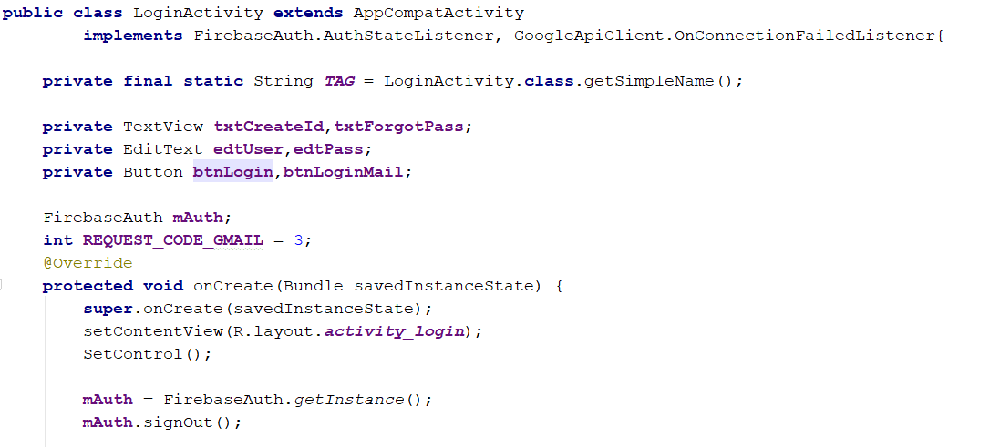 public class LoginActivity extends AppCompatActivity
        implements FirebaseAuth.AuthStateListener, GoogleApiClient.OnConnectionFailedListener{
    private final static String TAG = LoginActivity.class.getSimpleName();
    private TextView txtCreateId,txtForgotPass;
    private EditText edtUser,edtPass;
    private Button btnLogin,btnLoginMail;
    FirebaseAuth mAuth;
    int REQUEST_CODE_GMAIL = 3;
    @Override
    protected void onCreate(Bundle savedInstanceState) {
        super.onCreate(savedInstanceState);
        setContentView(R.layout.activity_login);
        SetControl();
        mAuth = FirebaseAuth.getInstance();
        mAuth.signOut();